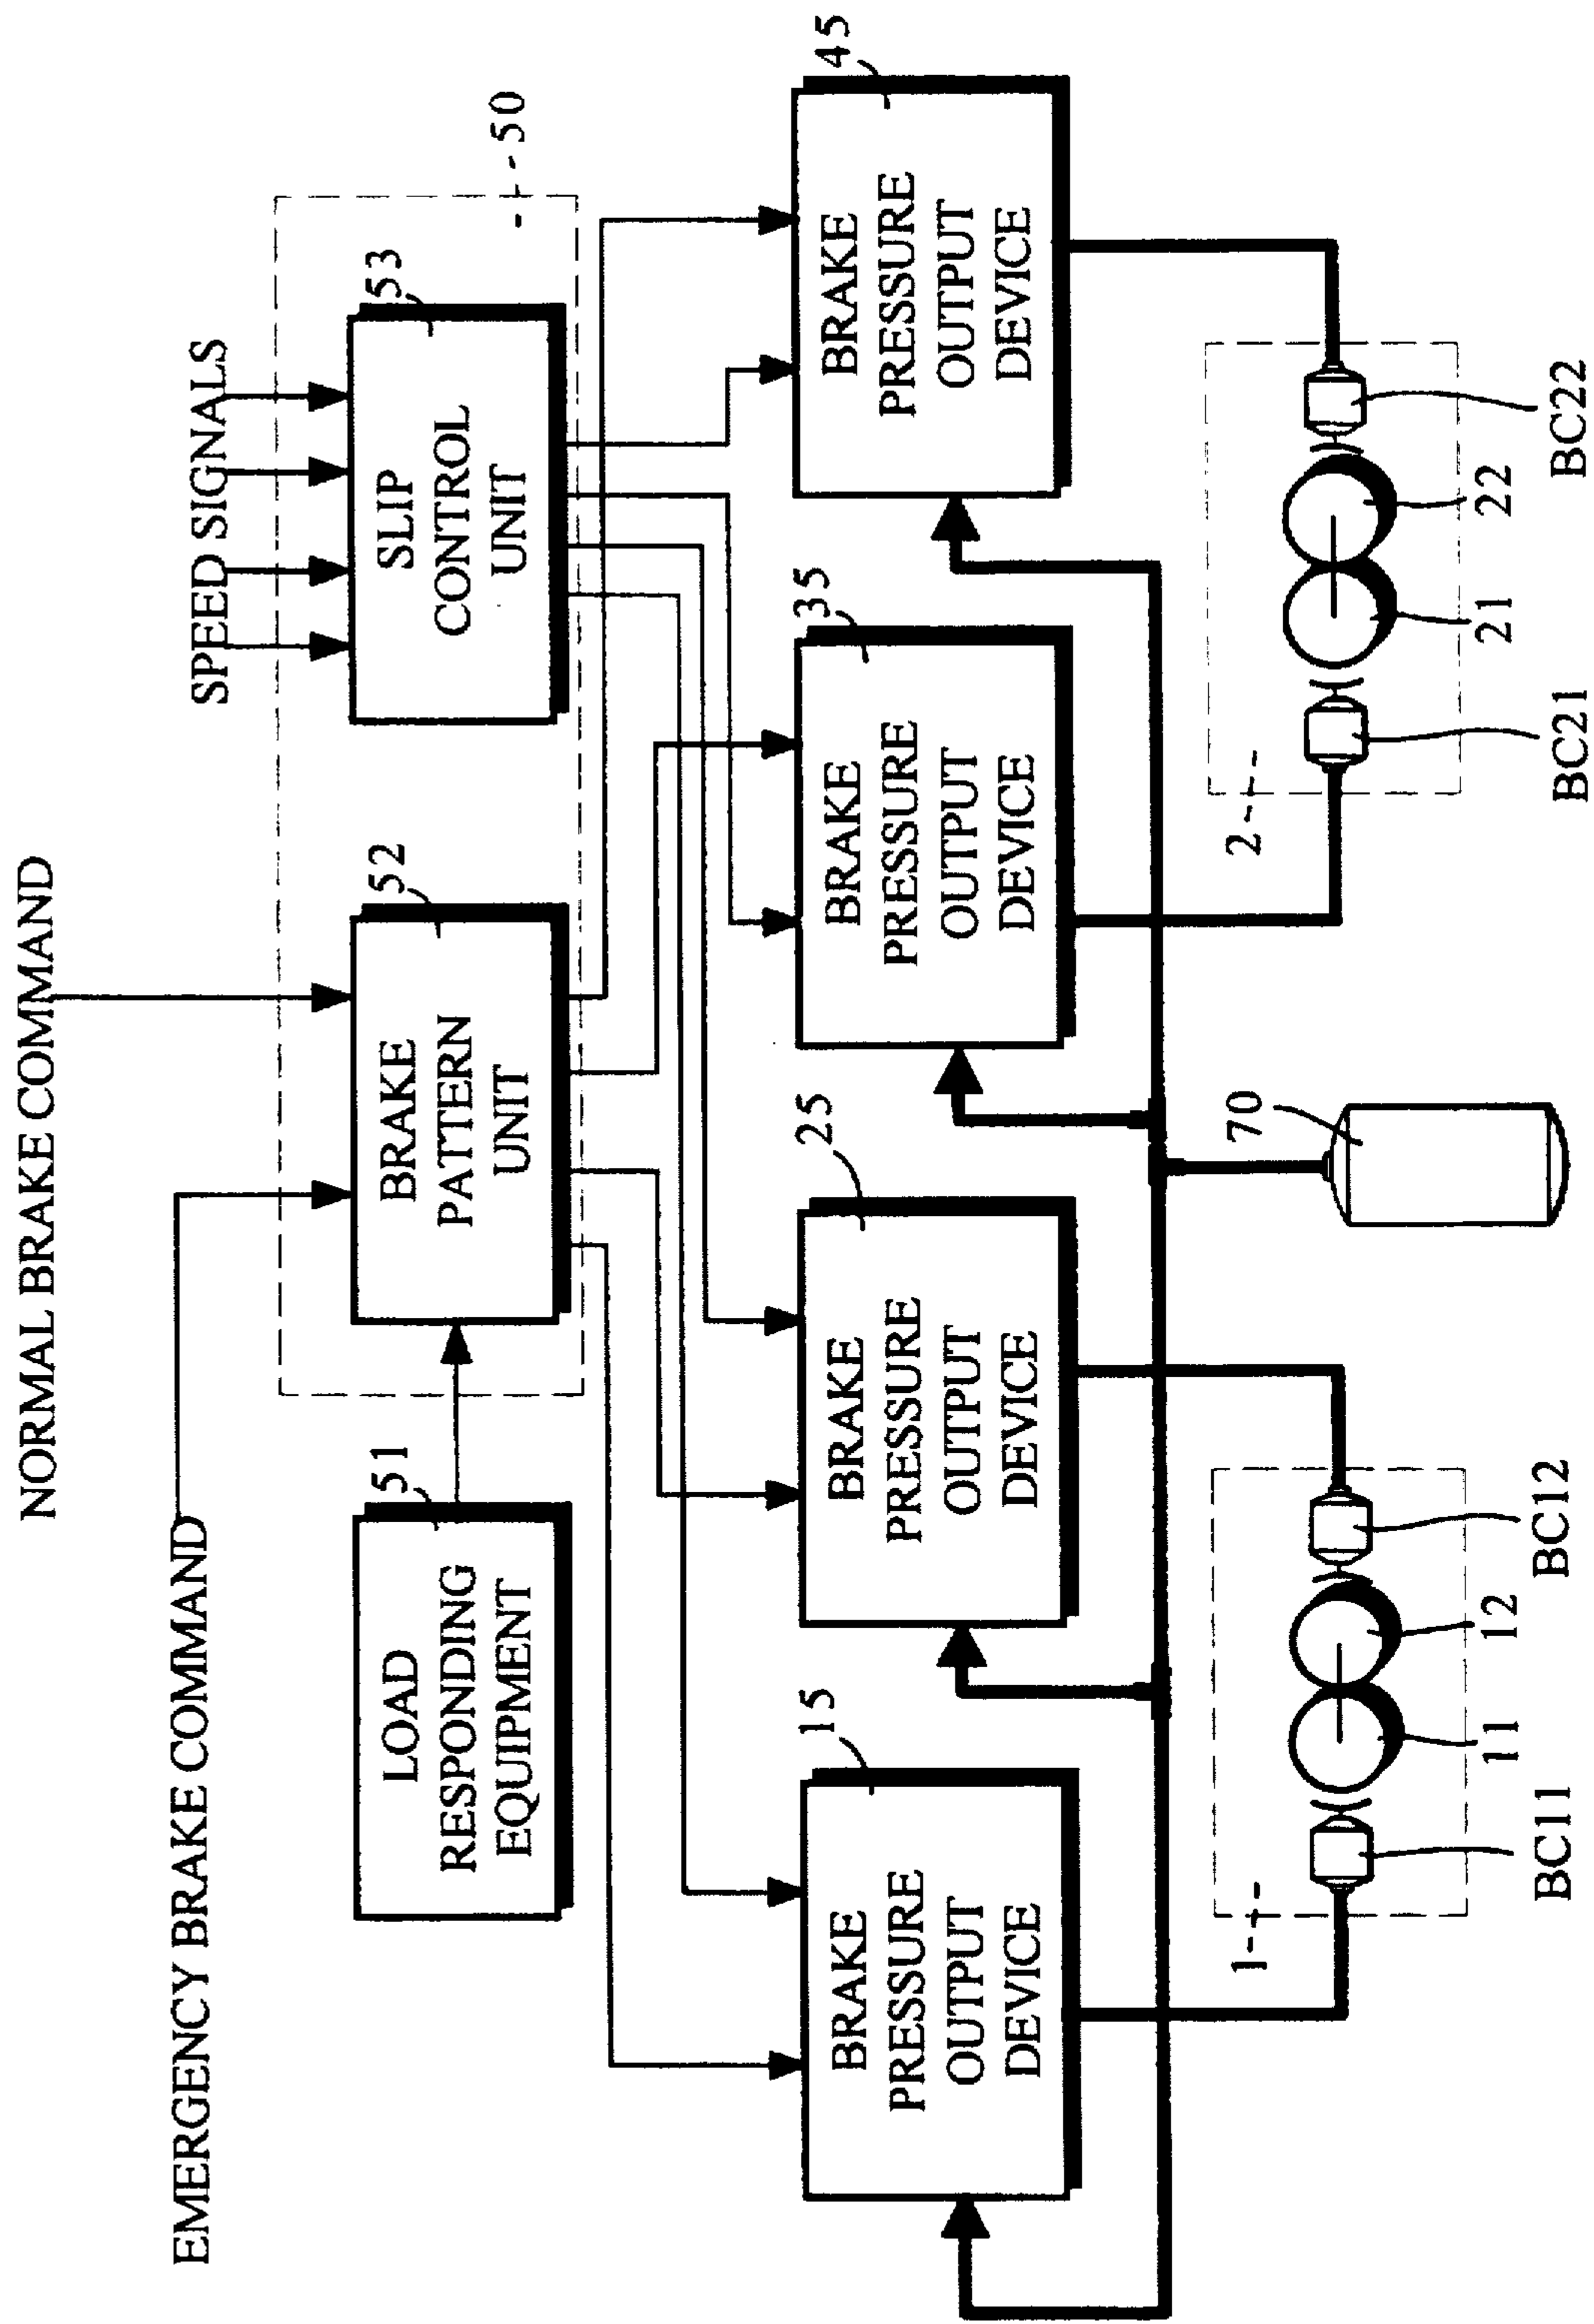 NORMAL BRAKE COMMAND
EMERGENCY BRAKE COMMAND
SPEED SIGNALS
51
LOAD
RESPONDING
EQUIPMENT
52
BRAKE
PATTERN
UNIT
53
SLIP
CONTROL
UNIT
50
15
BRAKE
PRESSURE
OUTPUT
DEVICE
25
BRAKE
PRESSURE
OUTPUT
DEVICE
35
BRAKE
PRESSURE
OUTPUT
DEVICE
45
BRAKE
PRESSURE
OUTPUT
DEVICE
1
70
2
11
12
21
22
BC11
BC12
BC21
BC22